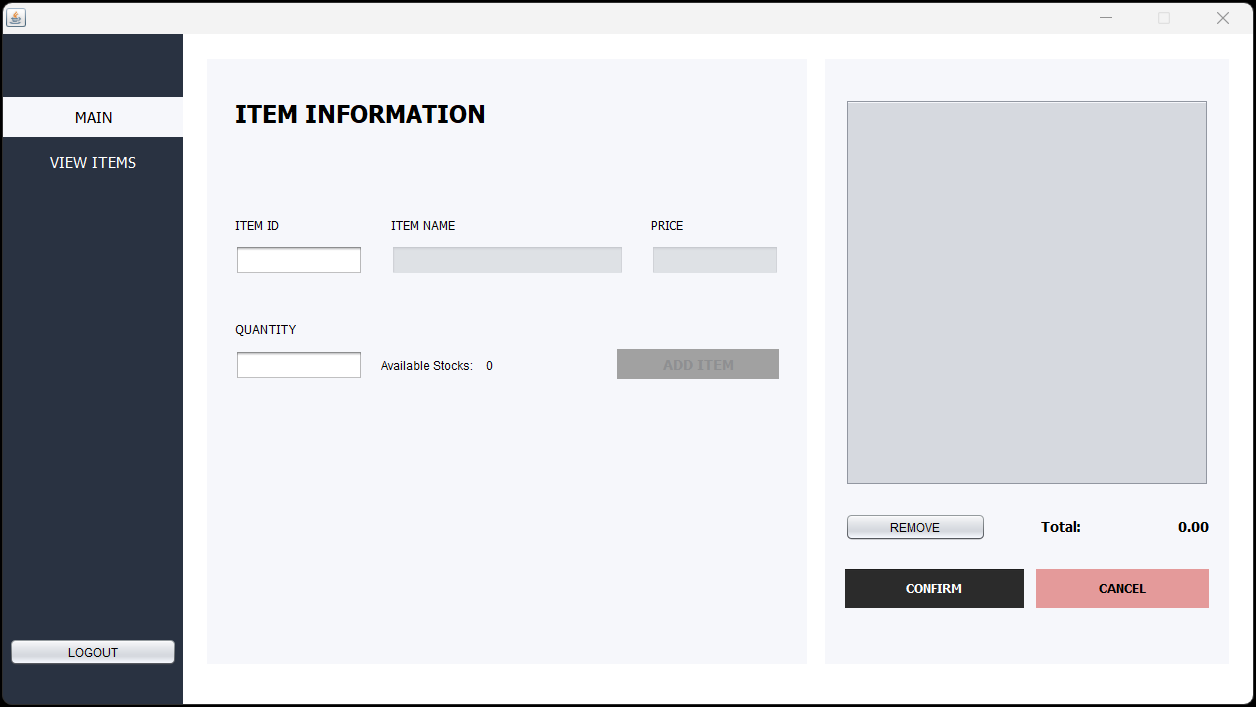 MAIN
VIEW ITEMS
LOGOUT
ITEM INFORMATION
ITEM ID
ITEM NAME
PRICE
QUANTITY
Available Stocks: 0
ADD ITEM
REMOVE
Total: 0.00
CONFIRM
CANCEL